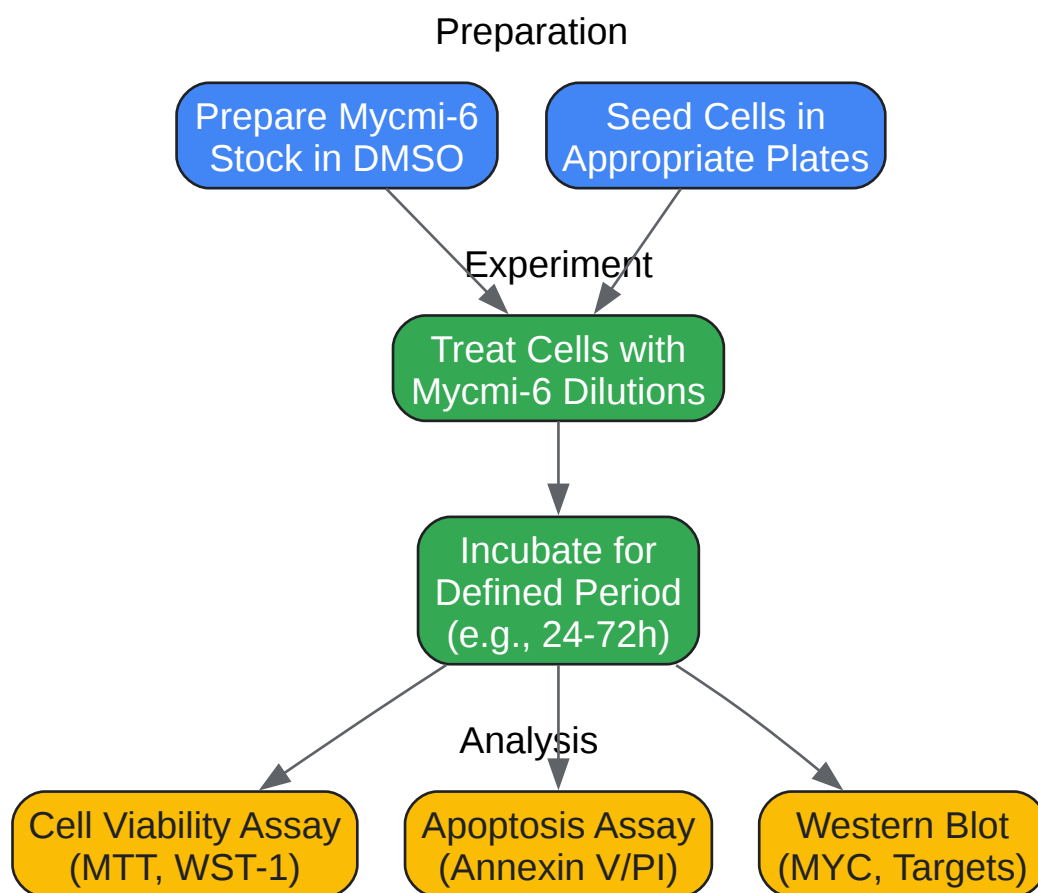 Preparation
Prepare Mycmi-6
Stock in DMSO
Seed Cells in
Appropriate Plates
Experiment
Treat Cells with
Mycmi-6 Dilutions
Incubate for
Defined Period
(e.g., 24-72h)
Analysis
Cell Viability Assay
(MTT, WST-1)
Apoptosis Assay
(Annexin V/PI)
Western Blot
(MYC, Targets)